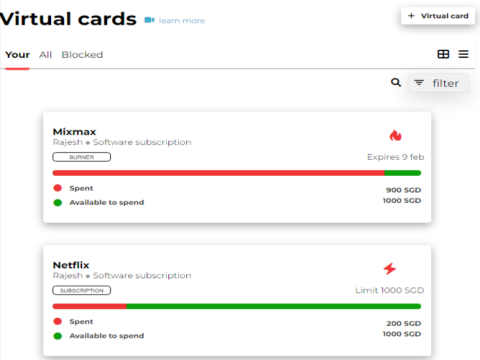 Virtual cards learn more + Virtual card
Your All Blocked
filter
Mixmax
Rajesh • Software subscription
BURNER Expires 9 feb
Spent 900 SGD
Available to spend 1000 SGD
Netflix
Rajesh • Software subscription
SUBSCRIPTION Limit 1000 SGD
Spent 200 SGD
Available to spend 1000 SGD